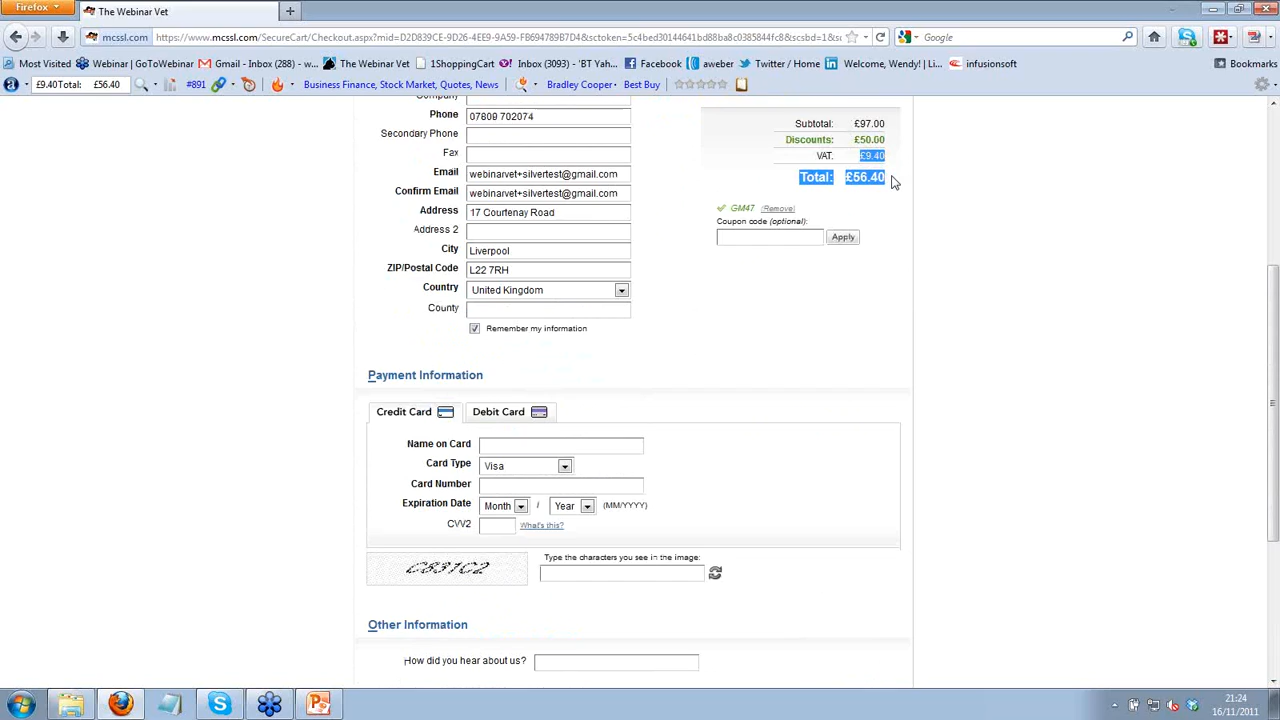 Firefox
The Webinar Vet
mcssl.com https://www.mcssl.com/SecureCart/Checkout.aspx?mid=D2D839CE-9D26-4EE9-9A59-FB694789B7D4&sctoken=5c4bed30144641bd88ba8c0385844fc8&scsbd=1&su
Google
Most Visited Webinar | GoToWebinar Gmail - Inbox (288) - w... The Webinar Vet 1ShoppingCart Inbox (3093) - 'BT Yah... Facebook aweber Twitter / Home Welcome, Wendy! | Li... infusionsoft Bookmarks
£9.40Total: £56.40 #891 Business Finance, Stock Market, Quotes, News Bradley Cooper Best Buy
Company
Phone 07809 702074
Secondary Phone
Fax
Email webinarvet+silvertest@gmail.com
Confirm Email webinarvet+silvertest@gmail.com
Address 17 Courtenay Road
Address 2
City Liverpool
ZIP/Postal Code L22 7RH
Country United Kingdom
County
Remember my information
Subtotal: £97.00
Discounts: £50.00
VAT: £9.40
Total: £56.40
GM47 (Remove)
Coupon code (optional):
Apply
Payment Information
Credit Card Debit Card
Name on Card
Card Type Visa
Card Number
Expiration Date Month / Year (MM/YYYY)
CVV2 What's this?
Type the characters you see in the image:
Other Information
How did you hear about us?
21:24
16/11/2011